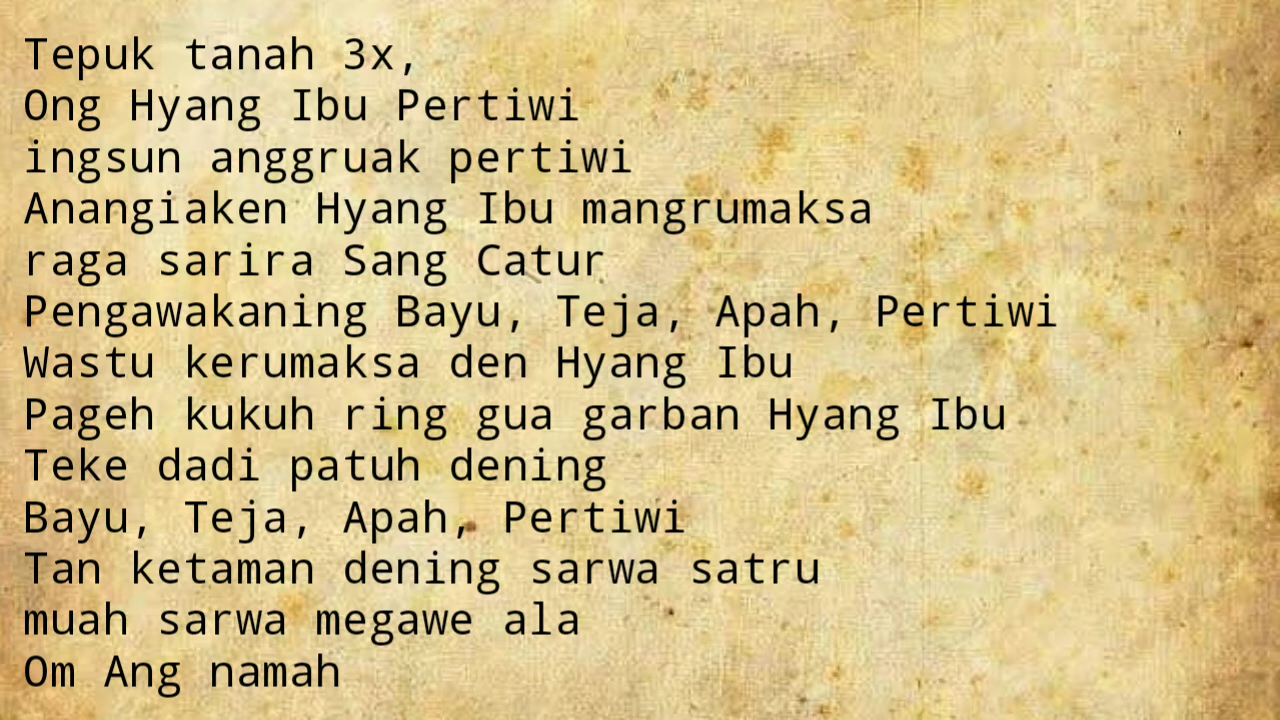 Tepuk tanah 3x,
Ong Hyang Ibu Pertiwi
ingsun anggruak pertiwi
Anangiaken Hyang Ibu mangrumaksa
raga sarira Sang Catur
Pengawakaning Bayu, Teja, Apah, Pertiwi
Wastu kerumaksa den Hyang Ibu
Pageh kukuh ring gua garban Hyang Ibu
Teke dadi patuh dening
Bayu, Teja, Apah, Pertiwi
Tan ketaman dening sarwa satru
muah sarwa megawe ala
Om Ang namah